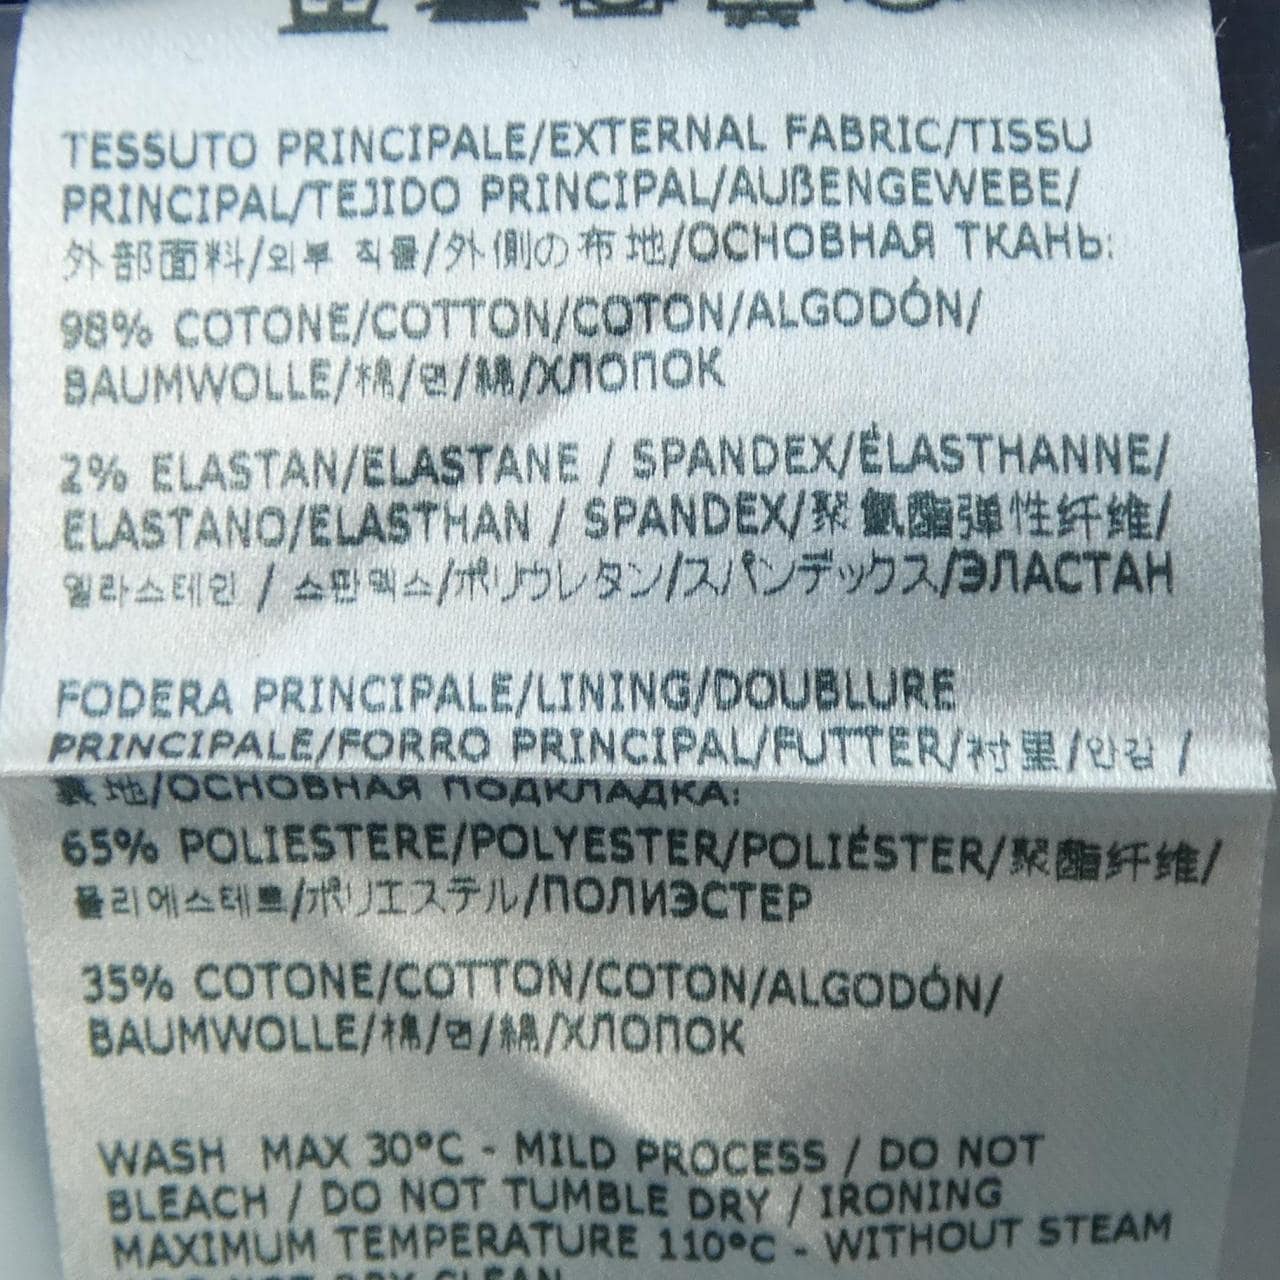 TESSUTO PRINCIPALE/EXTERNAL FABRIC/TISSU
PRINCIPAL/TEJIDO PRINCIPAL/AUßENGEWEBE/
外部面料/외부 직물/外側の布地/ОСНОВНАЯ ТКАНЬ:
98% COTONE/COTTON/COTON/ALGODÓN/
BAUMWOLLE/棉/면/綿/ХЛОПОК
2% ELASTAN/ELASTANE / SPANDEX/ÉLASTHANNE/
ELASTANO/ELASTHAN / SPANDEX/聚氨酯弹性纤维/
엘라스테인 / 스판덱스/ポリウレタン/スパンデックス/ЭЛАСТАН
FODERA PRINCIPALE/LINING/DOUBLURE
PRINCIPALE/FORRO PRINCIPAL/FUTTER/衬里/안감 /
裏地/ОСНОВНАЯ ПОДКЛАДКА:
65% POLIESTERE/POLYESTER/POLIÉSTER/聚酯纤维/
폴리에스테르/ポリエステル/ПОЛИЭСТЕР
35% COTONE/COTTON/COTON/ALGODÓN/
BAUMWOLLE/棉/면/綿/ХЛОПОК
WASH MAX 30°C - MILD PROCESS / DO NOT
BLEACH / DO NOT TUMBLE DRY / IRONING
MAXIMUM TEMPERATURE 110°C - WITHOUT STEAM
DRY CLEAN